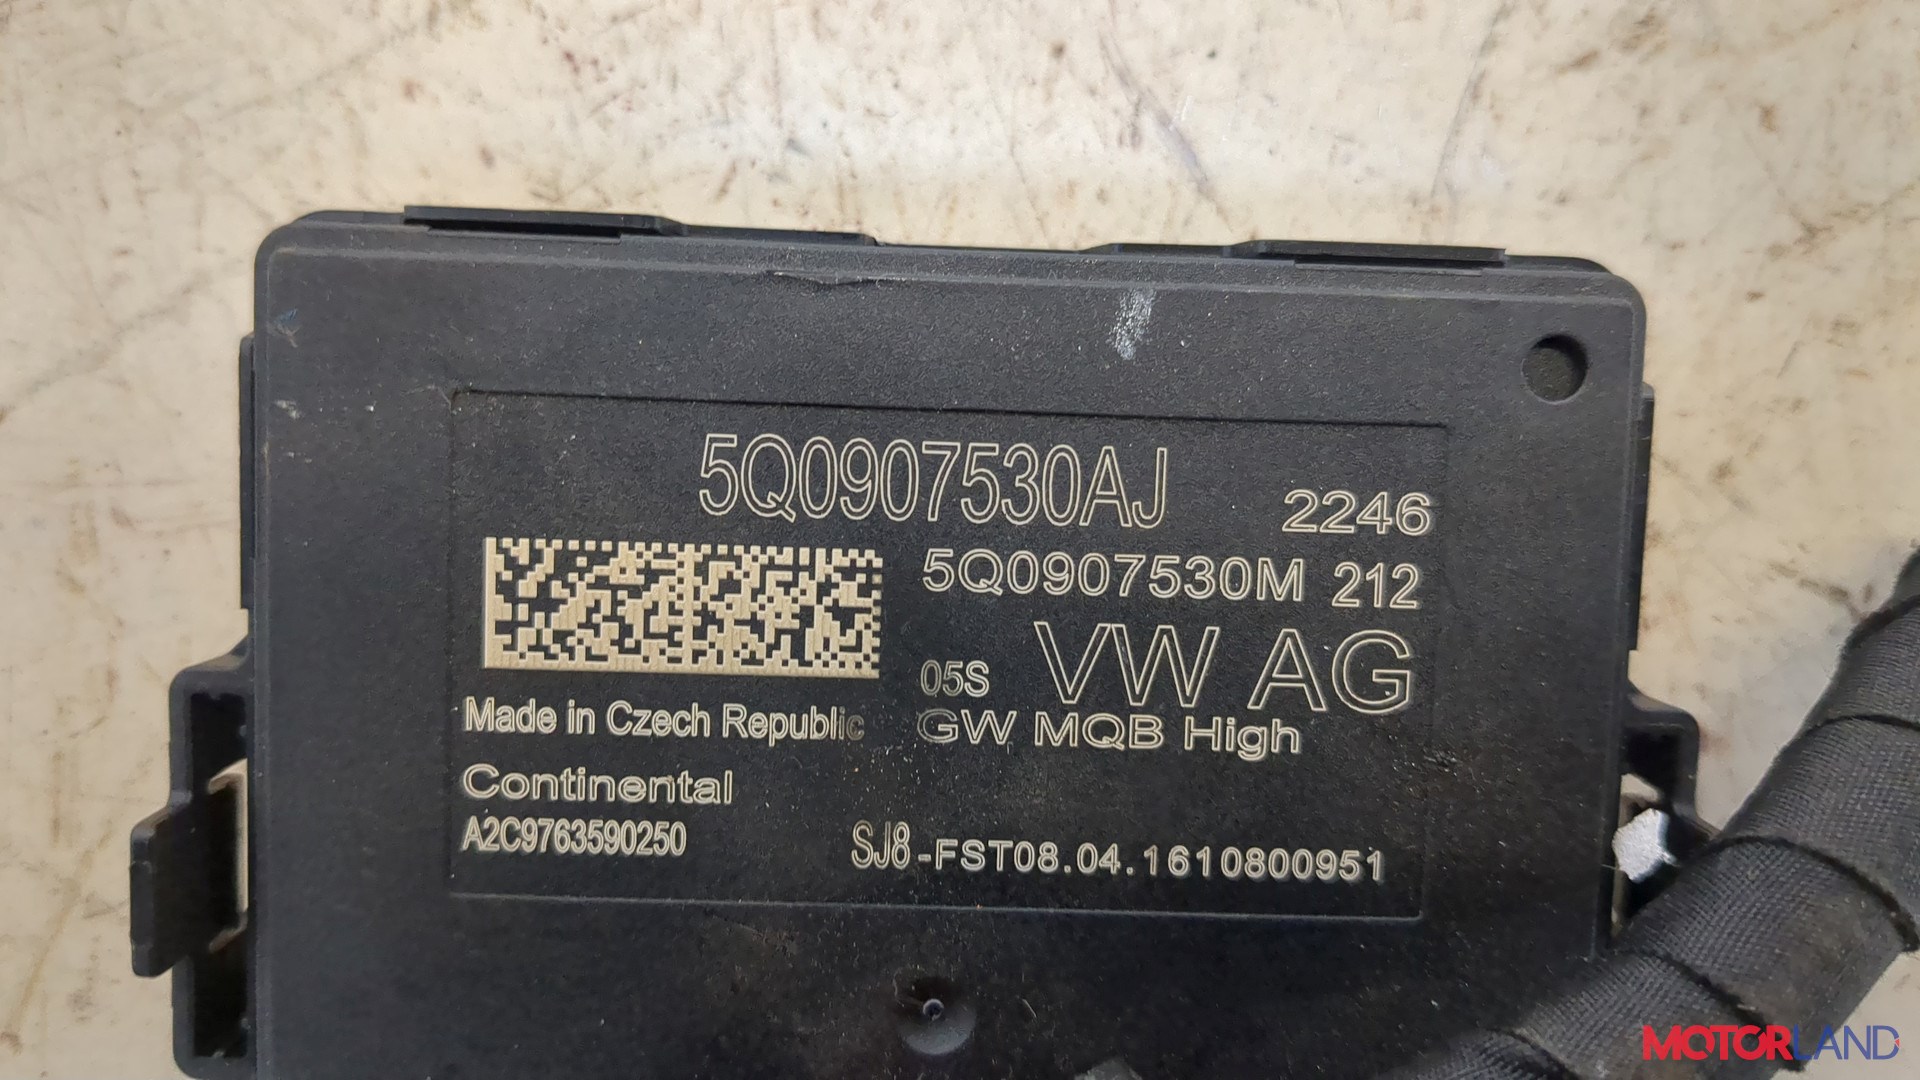 5Q0907530AJ 2246
5Q0907530M 212
05S VW AG
Made in Czech Republic GW MQB High
Continental
A2C9763590250 SJ8-FST08.04.1610800951
MOTORLAND